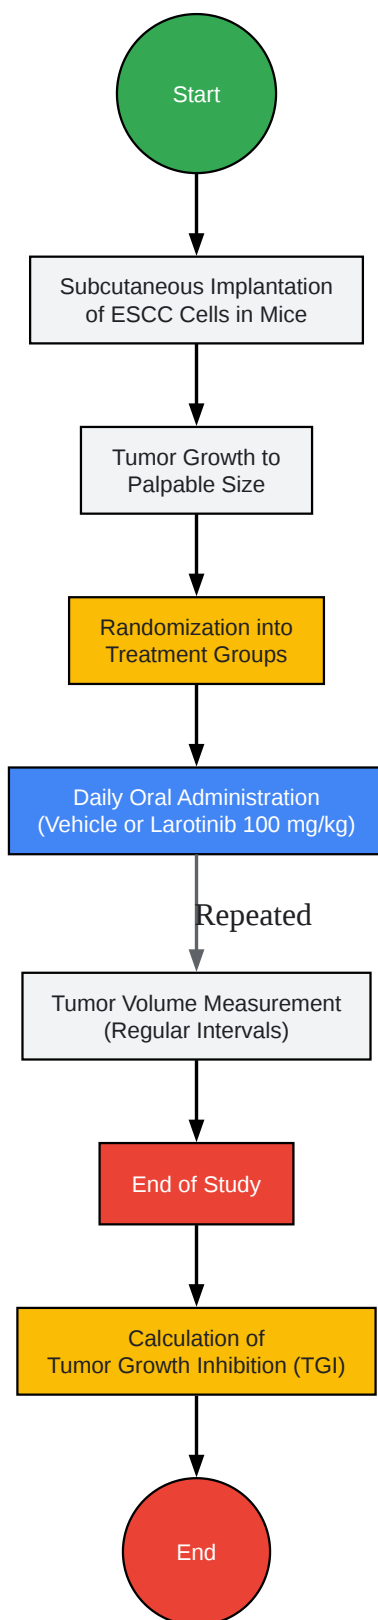 Start
Subcutaneous Implantation
of ESCC Cells in Mice
Tumor Growth to
Palpable Size
Randomization into
Treatment Groups
Daily Oral Administration
(Vehicle or Larotinib 100 mg/kg)
Repeated
Tumor Volume Measurement
(Regular Intervals)
End of Study
Calculation of
Tumor Growth Inhibition (TGI)
End